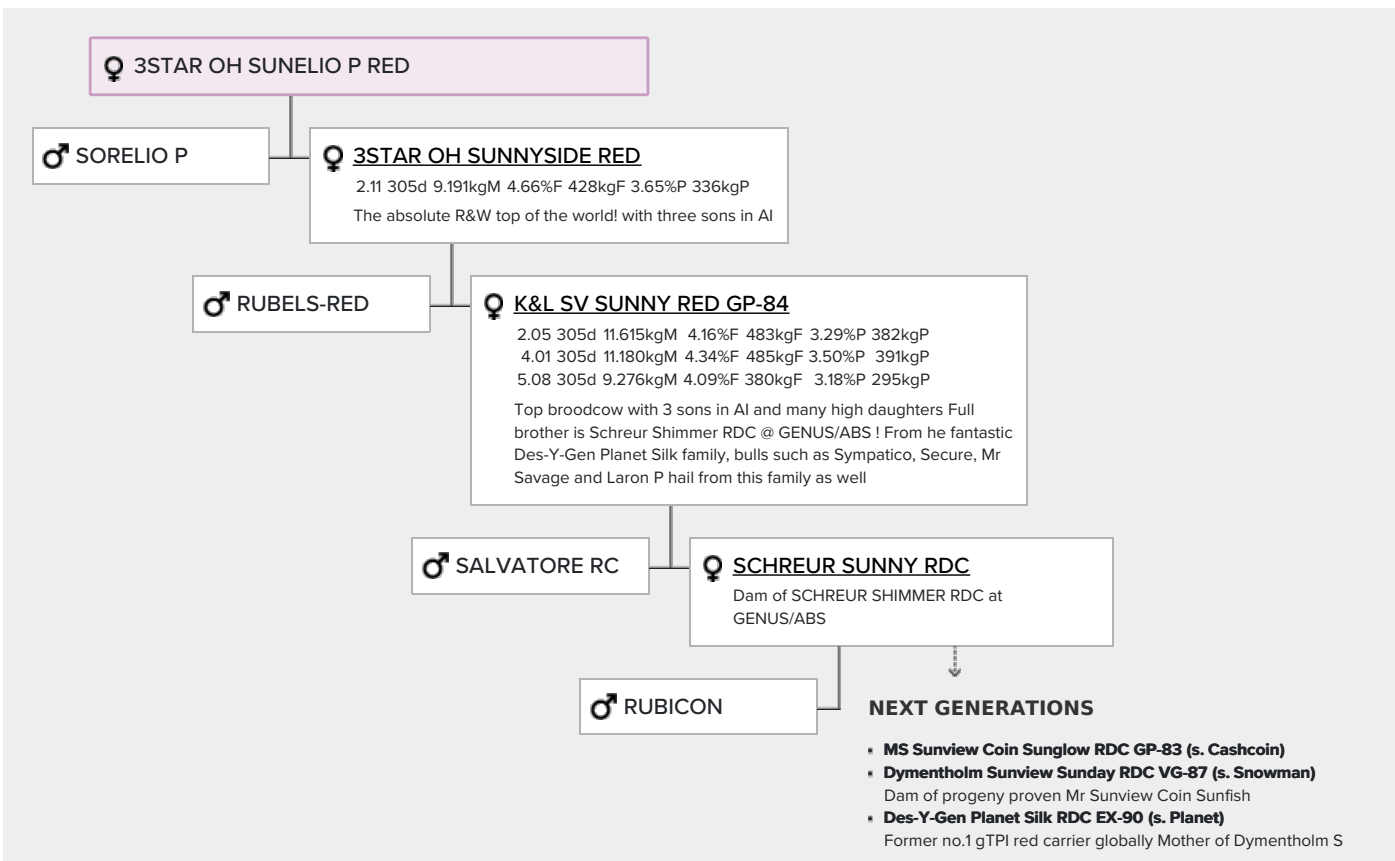 3STAR OH SUNELIO P RED
SORELIO P
3STAR OH SUNNYSIDE RED
2.11 305d 9.191kgM 4.66%F 428kgF 3.65%P 336kgP
The absolute R&W top of the world! with three sons in AI
RUBELS-RED
K&L SV SUNNY RED GP-84
2.05 305d 11.615kgM 4.16%F 483kgF 3.29%P 382kgP
4.01 305d 11.180kgM 4.34%F 485kgF 3.50%P 391kgP
5.08 305d 9.276kgM 4.09%F 380kgF 3.18%P 295kgP
Top broodcow with 3 sons in AI and many high daughters Full
brother is Schreur Shimmer RDC @ GENUS/ABS ! From he fantastic
Des-Y-Gen Planet Silk family, bulls such as Sympatico, Secure, Mr
Savage and Laron P hail from this family as well
SALVATORE RC
SCHREUR SUNNY RDC
Dam of SCHREUR SHIMMER RDC at
GENUS/ABS
RUBICON
NEXT GENERATIONS
MS Sunview Coin Sunglow RDC GP-83 (s. Cashcoin)
Dymentholm Sunview Sunday RDC VG-87 (s. Snowman)
Dam of progeny proven Mr Sunview Coin Sunfish
Des-Y-Gen Planet Silk RDC EX-90 (s. Planet)
Former no.1 gTPI red carrier globally Mother of Dymentholm S